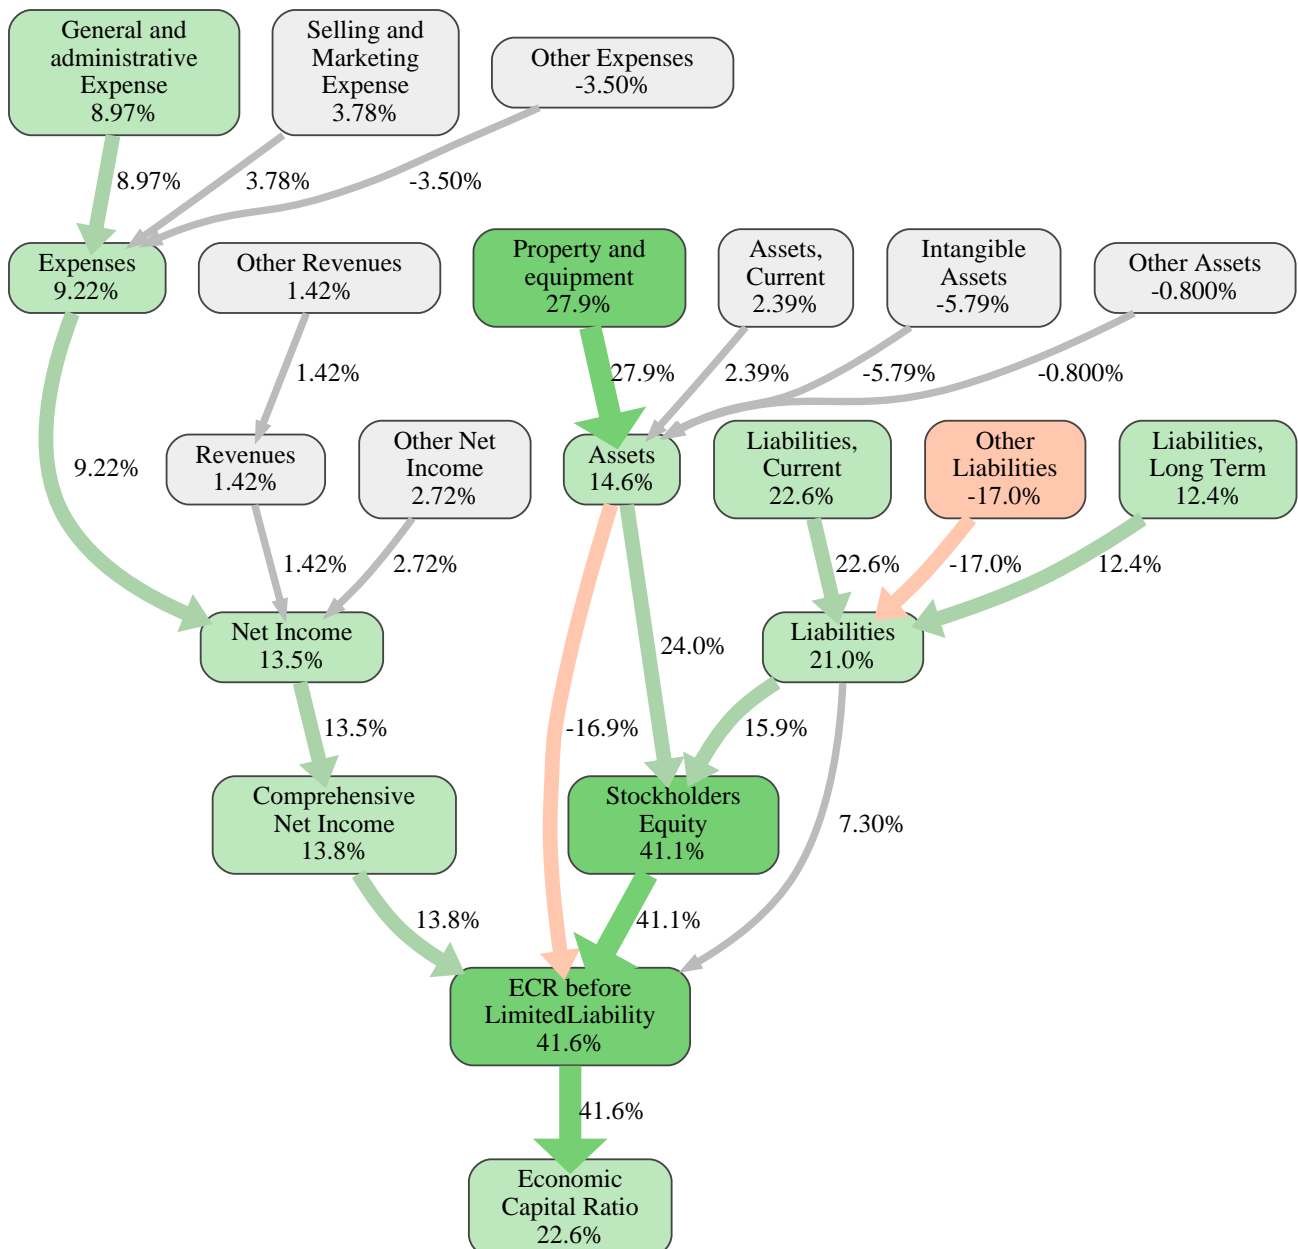 General and
administrative
Expense
8.97%
Selling and
Marketing
Expense
3.78%
Other Expenses
-3.50%
8.97%
3.78%
-3.50%
Expenses
9.22%
Other Revenues
1.42%
Property and
equipment
27.9%
Assets,
Current
2.39%
Intangible
Assets
-5.79%
Other Assets
-0.800%
1.42%
27.9%
2.39%
-5.79%
-0.800%
9.22%
Revenues
1.42%
Other Net
Income
2.72%
Assets
14.6%
Liabilities,
Current
22.6%
Other
Liabilities
-17.0%
Liabilities,
Long Term
12.4%
1.42%
2.72%
22.6%
-17.0%
12.4%
Net Income
13.5%
24.0%
Liabilities
21.0%
13.5%
-16.9%
15.9%
Comprehensive
Net Income
13.8%
Stockholders
Equity
41.1%
7.30%
13.8%
41.1%
ECR before
LimitedLiability
41.6%
41.6%
Economic
Capital Ratio
22.6%